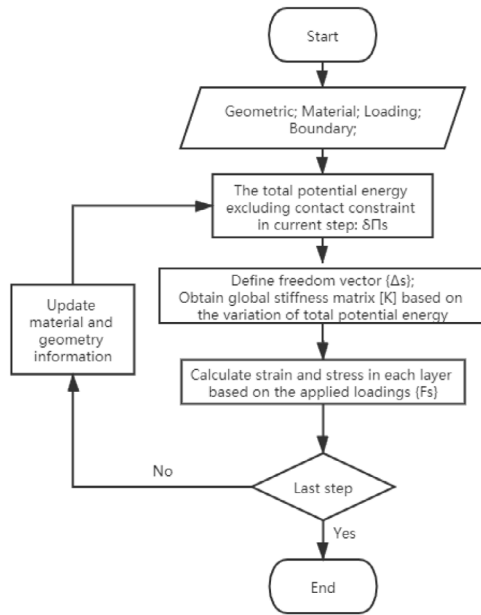 Start
Geometric; Material; Loading;
Boundary;
The total potential energy
excluding contact constraint
in current step: δΠs
Define freedom vector {Δs};
Obtain global stiffness matrix [K] based on
the variation of total potential energy
Update
material and
geometry
information
Calculate strain and stress in each layer
based on the applied loadings {Fs}
No
Last step
Yes
End